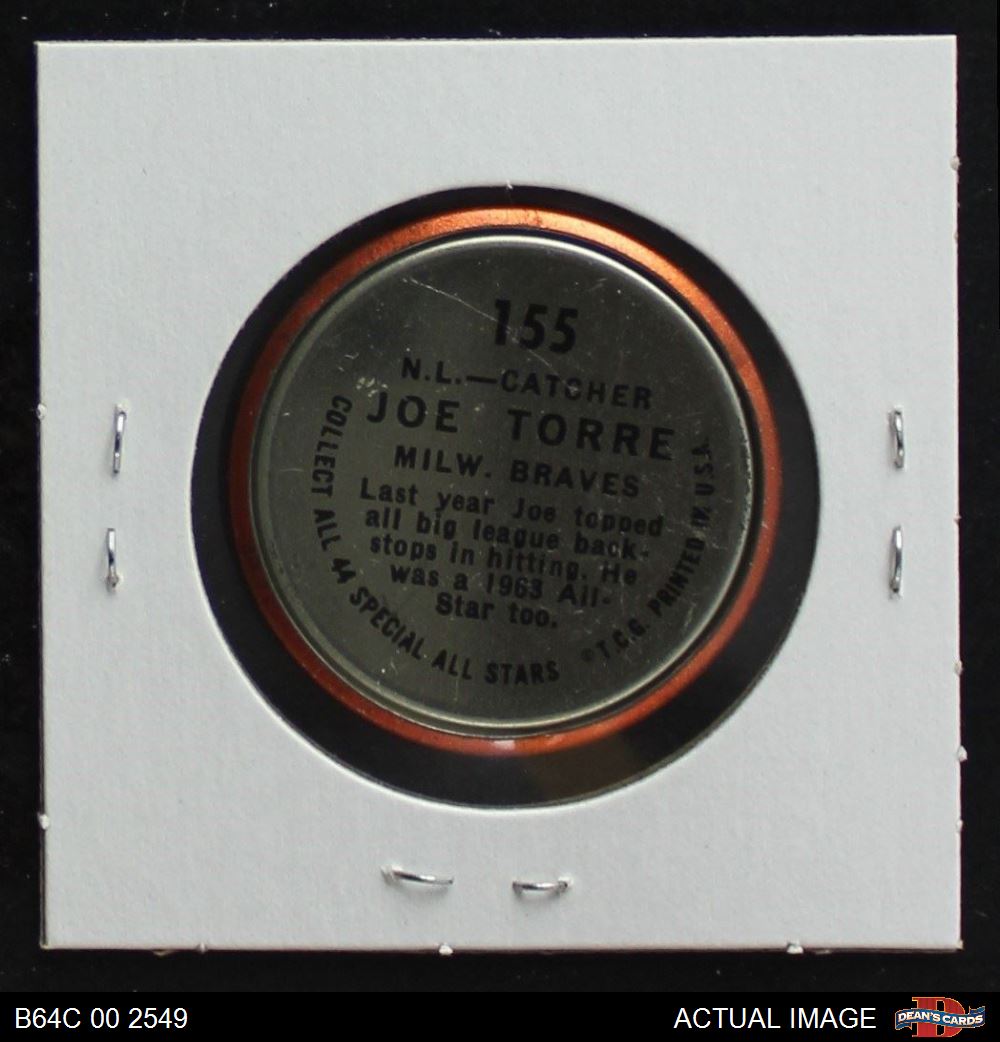 155
N.L.—CATCHER
JOE TORRE
MILW. BRAVES
Last year Joe topped
all big league back-
stops in hitting. He
was a 1963 All-
Star too.
COLLECT ALL 44 SPECIAL ALL STARS
©T.C.G. PRINTED IN U.S.A.
B64C 00 2549
ACTUAL IMAGE
DEAN'S CARDS